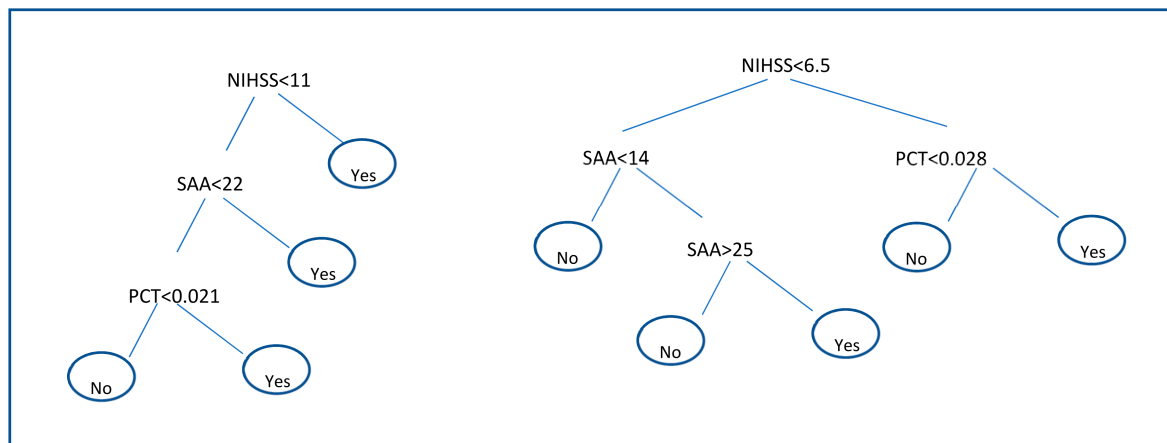 NIHSS<11
Yes
SAA<22
Yes
PCT<0.021
No
Yes
NIHSS<6.5
SAA<14
PCT<0.028
No
SAA>25
No
Yes
No
Yes